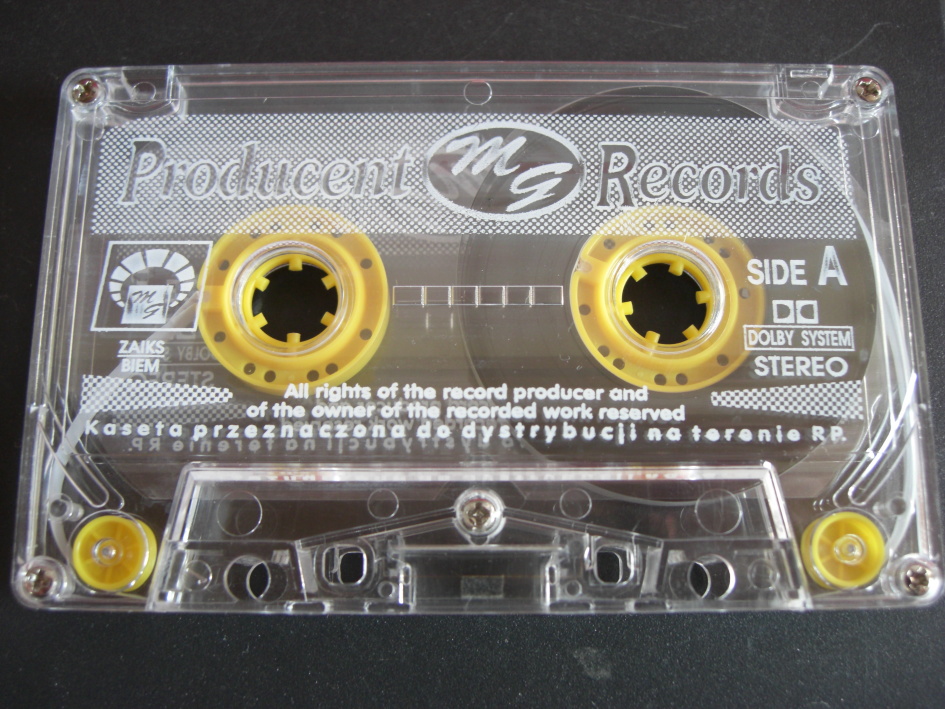 Producent MG Records
SIDE A
MG
DOLBY SYSTEM
ZAIKS
BIEM
STEREO
All rights of the record producer and
of the owner of the recorded work reserved
Kaseta przeznaczona do dystrybucji na terenie RP.